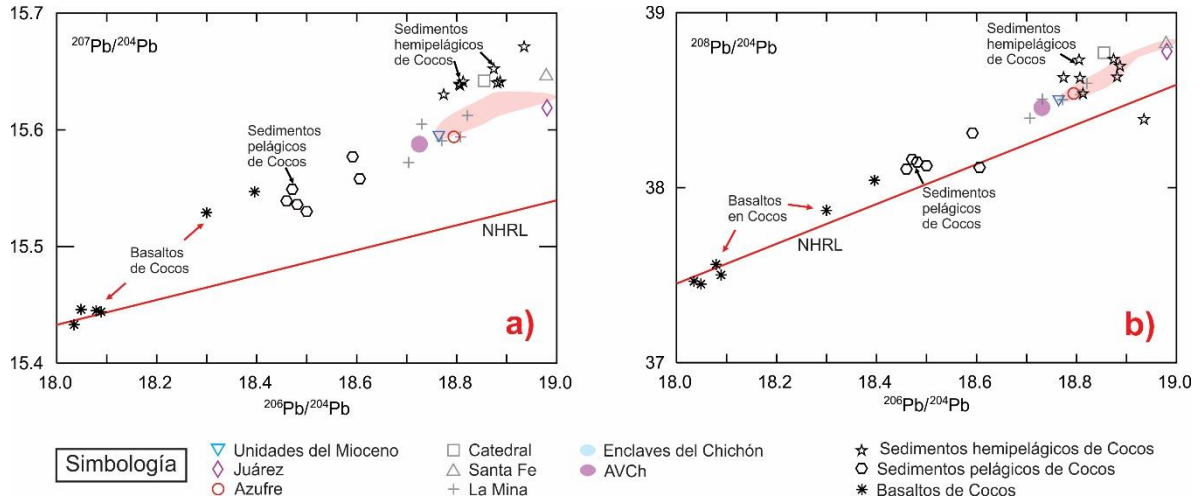 15.7
²⁰⁷Pb/²⁰⁴Pb
Sedimentos
hemipelágicos
de Cocos
15.6
Sedimentos
pelágicos
de Cocos
15.5
Basaltos
de Cocos
NHRL
a)
15.4
18.0 18.2 18.4 18.6 18.8 19.0
²⁰⁶Pb/²⁰⁴Pb
39
²⁰⁸Pb/²⁰⁴Pb
Sedimentos
hemipelágicos
de Cocos
38
Sedimentos
pelágicos
de Cocos
Basaltos
en Cocos
NHRL
b)
37
18.0 18.2 18.4 18.6 18.8 19.0
²⁰⁶Pb/²⁰⁴Pb
Simbología
Unidades del Mioceno
Juárez
Azufre
Catedral
Santa Fe
La Mina
Enclaves del Chichón
AVCh
Sedimentos hemipelágicos de Cocos
Sedimentos pelágicos de Cocos
Basaltos de Cocos